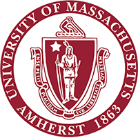 UNIVERSITY OF MASSACHUSETTS
AMHERST 1863